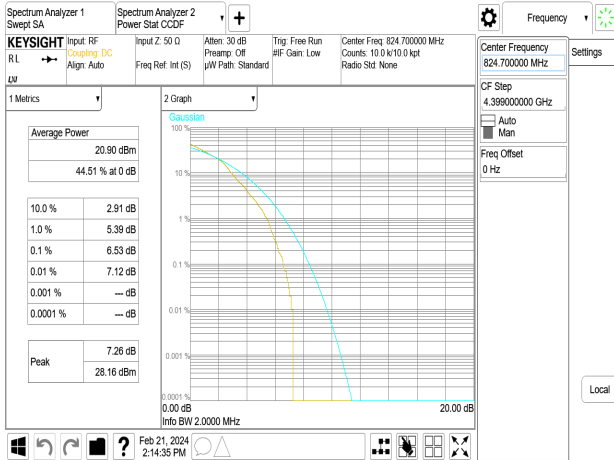 Spectrum Analyzer 1
Swept SA
Spectrum Analyzer 2
Power Stat CCDF
+
Frequency
KEYSIGHT
RL
Input: RF
Coupling: DC
Align: Auto
Input Z: 50 Ω
Freq Ref: Int (S)
Atten: 30 dB
Preamp: Off
µW Path: Standard
Trig: Free Run
#IF Gain: Low
Center Freq: 824.700000 MHz
Counts: 10.0 k/10.0 kpt
Radio Std: None
Center Frequency
824.700000 MHz
Settings
CF Step
4.399000000 GHz
Auto
Man
Freq Offset
0 Hz
Local
1 Metrics
Average Power
20.90 dBm
44.51 % at 0 dB
10.0 % 2.91 dB
1.0 % 5.39 dB
0.1 % 6.53 dB
0.01 % 7.12 dB
0.001 % --- dB
0.0001 % --- dB
Peak
7.26 dB
28.16 dBm
2 Graph
Gaussian
100 %
10 %
1 %
0.1 %
0.01 %
0.001 %
0.0001 %
0.00 dB 20.00 dB
Info BW 2.0000 MHz
?
Feb 21, 2024
2:14:35 PM